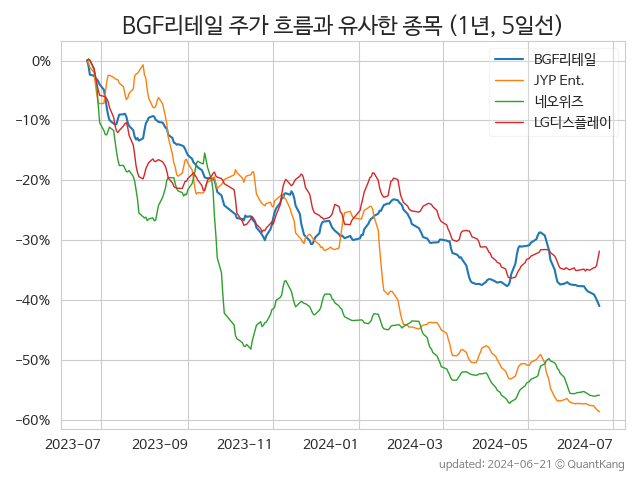 BGF리테일 주가 흐름과 유사한 종목 (1년, 5일선)
BGF리테일
JYP Ent.
네오위즈
LG디스플레이
0%
−10%
−20%
−30%
−40%
−50%
−60%
2023-07
2023-09
2023-11
2024-01
2024-03
2024-05
2024-07
updated: 2024-06-21 © QuantKang